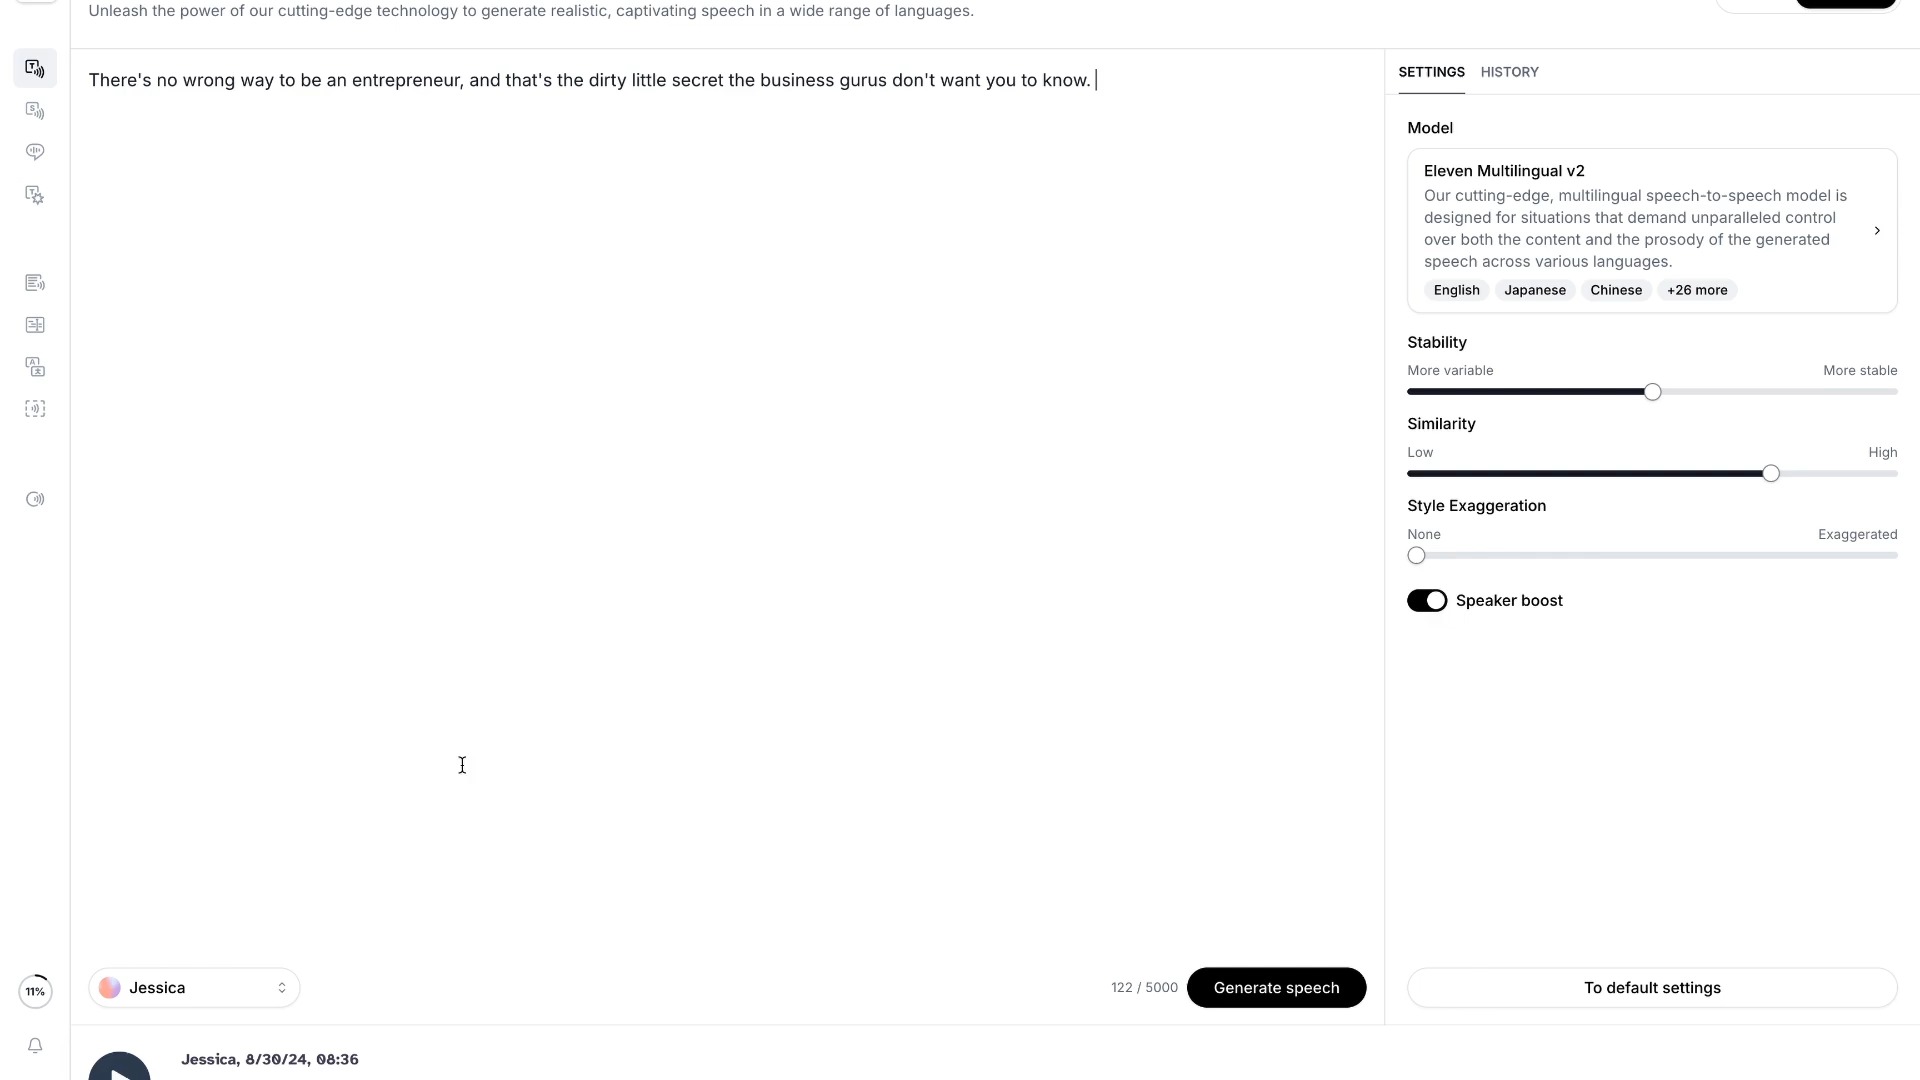 Unleash the power of our cutting-edge technology to generate realistic, captivating speech in a wide range of languages.
There's no wrong way to be an entrepreneur, and that's the dirty little secret the business gurus don't want you to know.
SETTINGS HISTORY
Model
Eleven Multilingual v2
Our cutting-edge, multilingual speech-to-speech model is
designed for situations that demand unparalleled control
over both the content and the prosody of the generated
speech across various languages.
English Japanese Chinese +26 more
Stability
More variable More stable
Similarity
Low High
Style Exaggeration
None Exaggerated
Speaker boost
11%
Jessica
122 / 5000
Generate speech
To default settings
Jessica, 8/30/24, 08:36